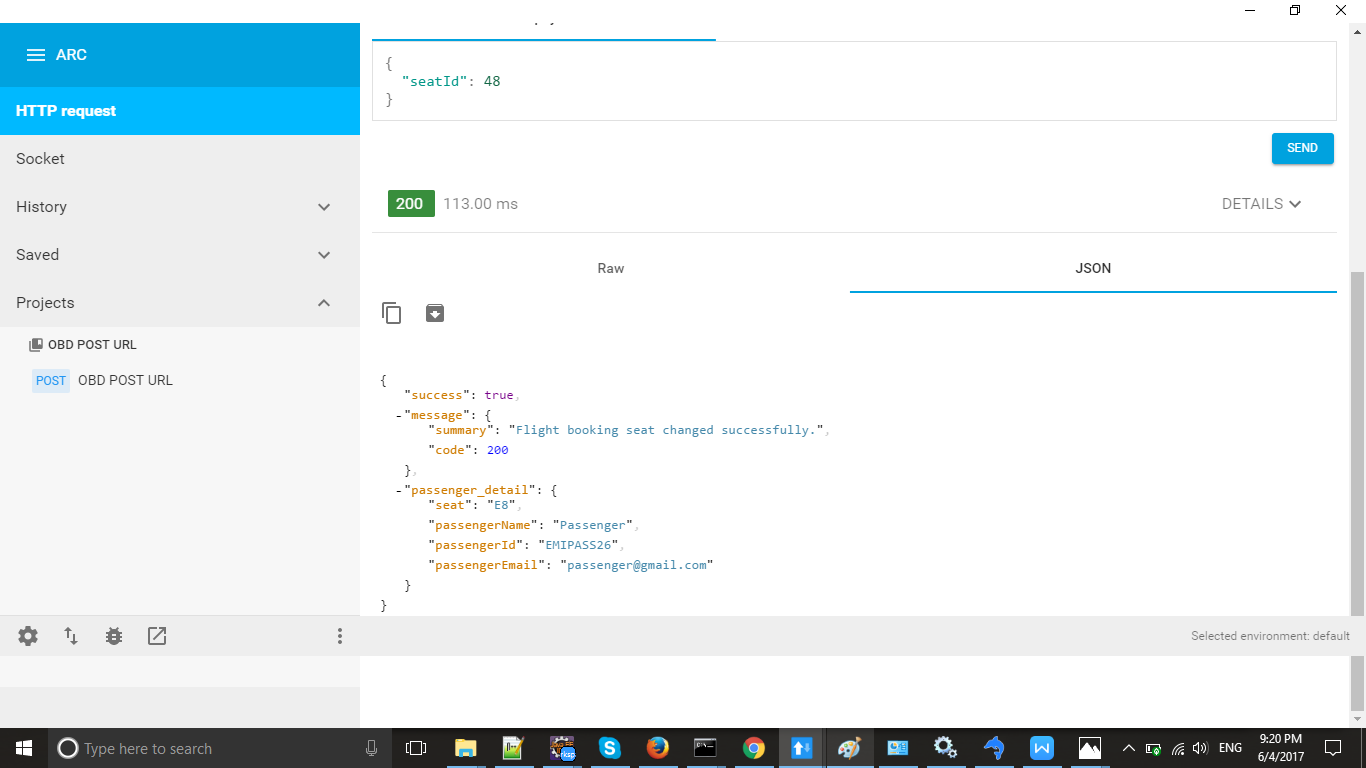 ARC
HTTP request
Socket
History
Saved
Projects
OBD POST URL
POST OBD POST URL
{
"seatId": 48
}
SEND
200 113.00 ms
DETAILS
Raw
JSON
{
"success": true,
-"message": {
"summary": "Flight booking seat changed successfully.",
"code": 200
},
-"passenger_detail": {
"seat": "E8",
"passengerName": "Passenger",
"passengerId": "EMIPASS26",
"passengerEmail": "passenger@gmail.com"
}
}
Selected environment: default
Type here to search
ENG
9:20 PM
6/4/2017